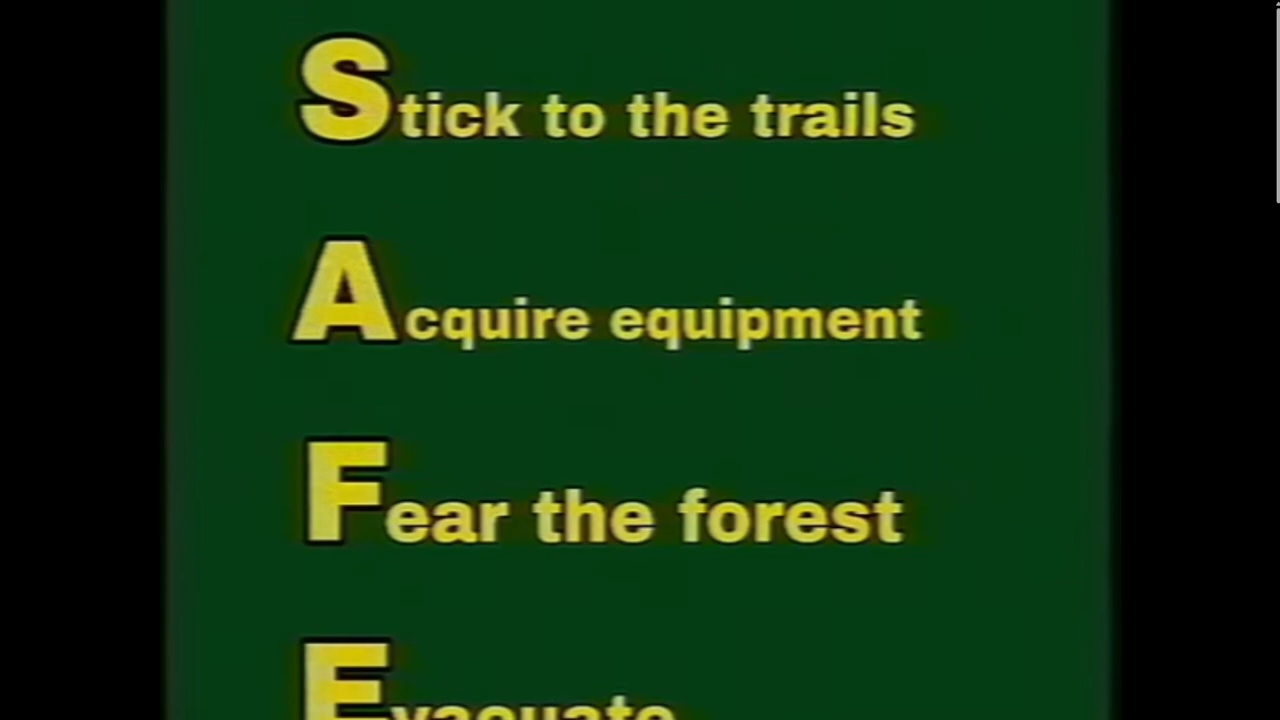 Stick to the trails
Acquire equipment
Fear the forest
Evacuate